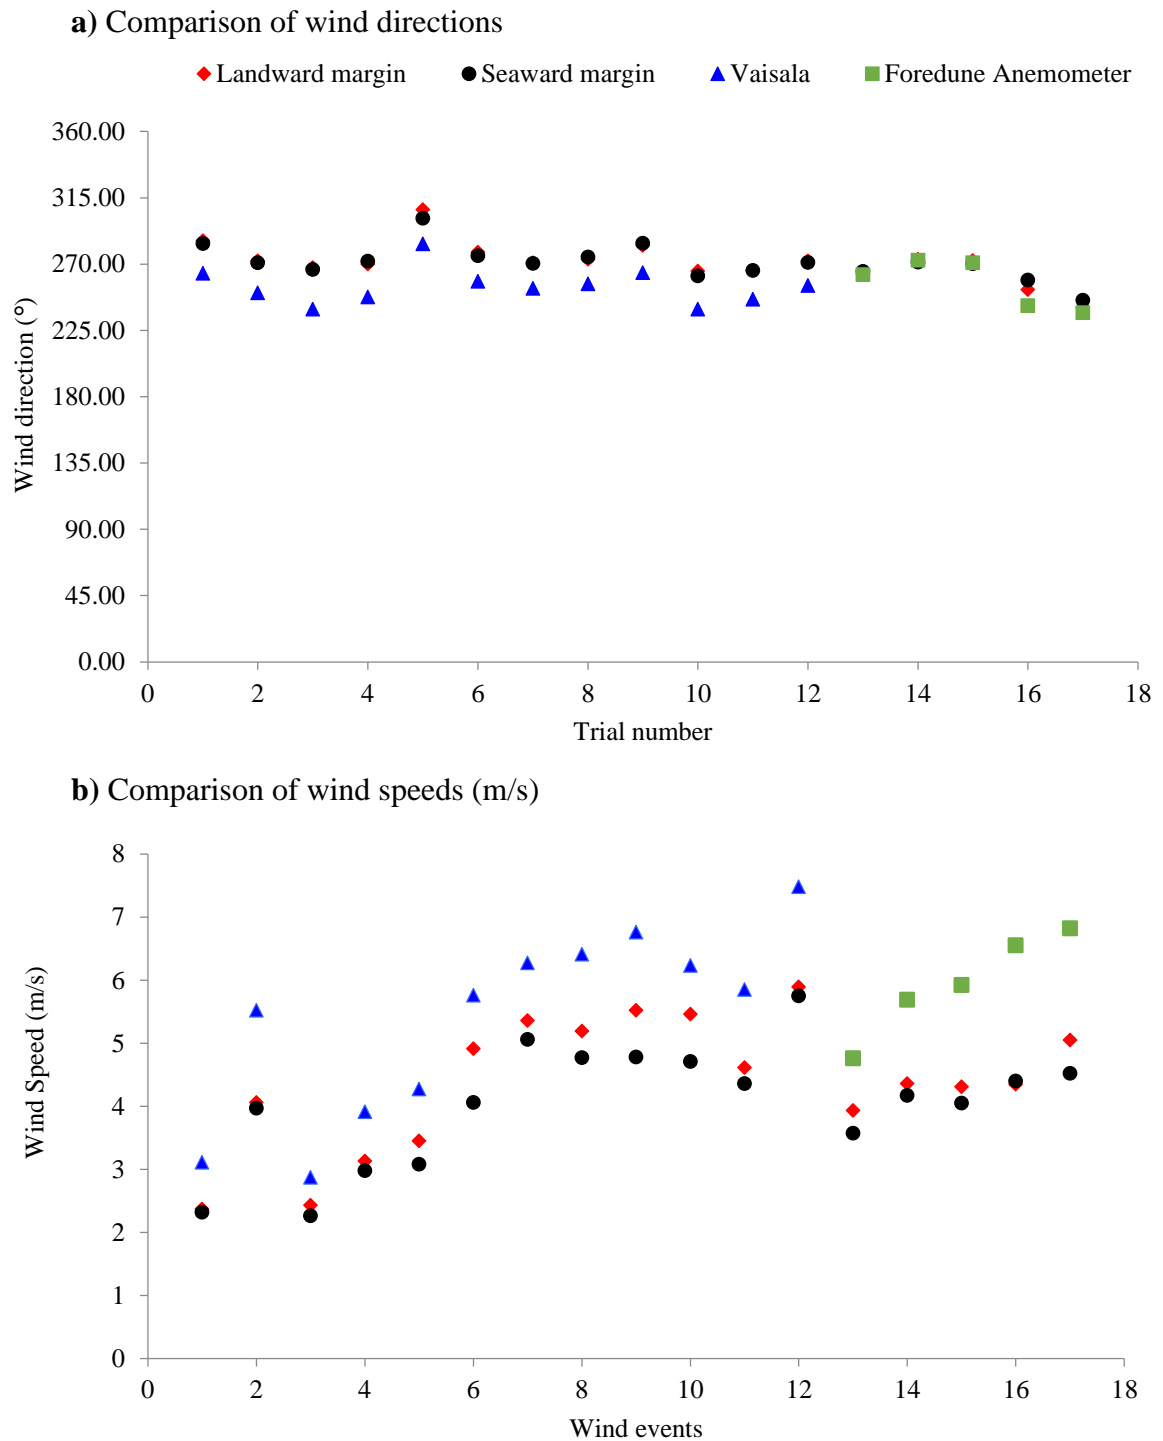 a) Comparison of wind directions
Landward margin Seaward margin Vaisala Foredune Anemometer
360.00
315.00
270.00
225.00
180.00
135.00
90.00
45.00
0.00
Wind direction (°)
0 2 4 6 8 10 12 14 16 18
Trial number
b) Comparison of wind speeds (m/s)
8
7
6
5
4
3
2
1
0
Wind Speed (m/s)
0 2 4 6 8 10 12 14 16 18
Wind events